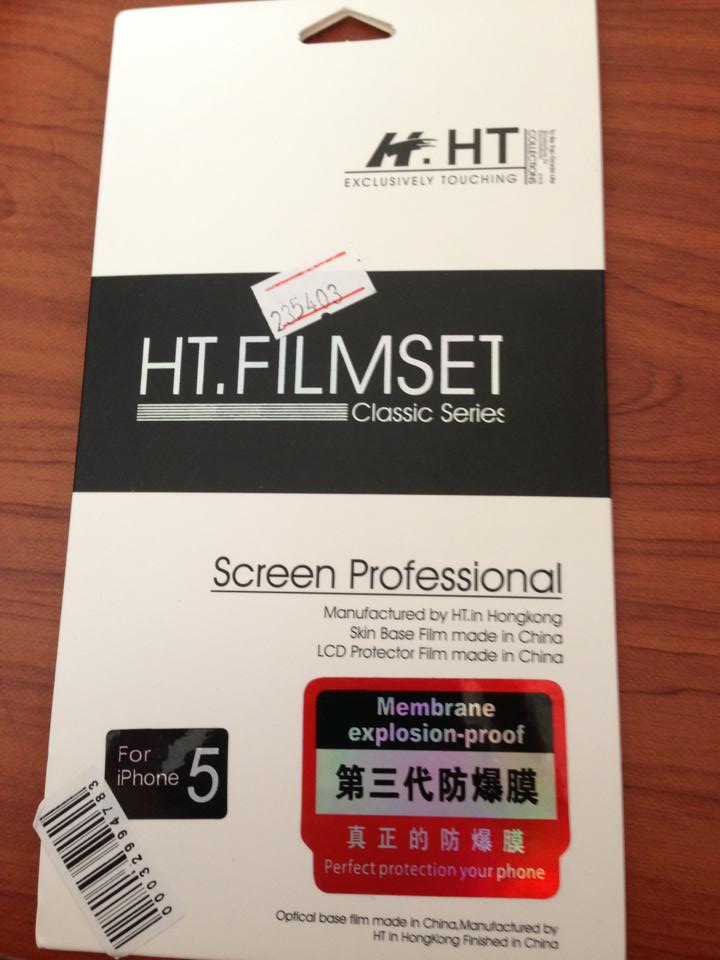 H. HT
EXCLUSIVELY TOUCHING
COLLECTIONS
235403
HT.FILMSET
Classic Series
Screen Professional
Manufactured by HT.in Hongkong
Skin Base Film made in China
LCD Protector Film made in China
Membrane
explosion-proof
第三代防爆膜
真正的防爆膜
Perfect protection your phone
For
iPhone 5
00032994783
Optical base film made in China,Manufactured by
HT in HongKong Finished in China